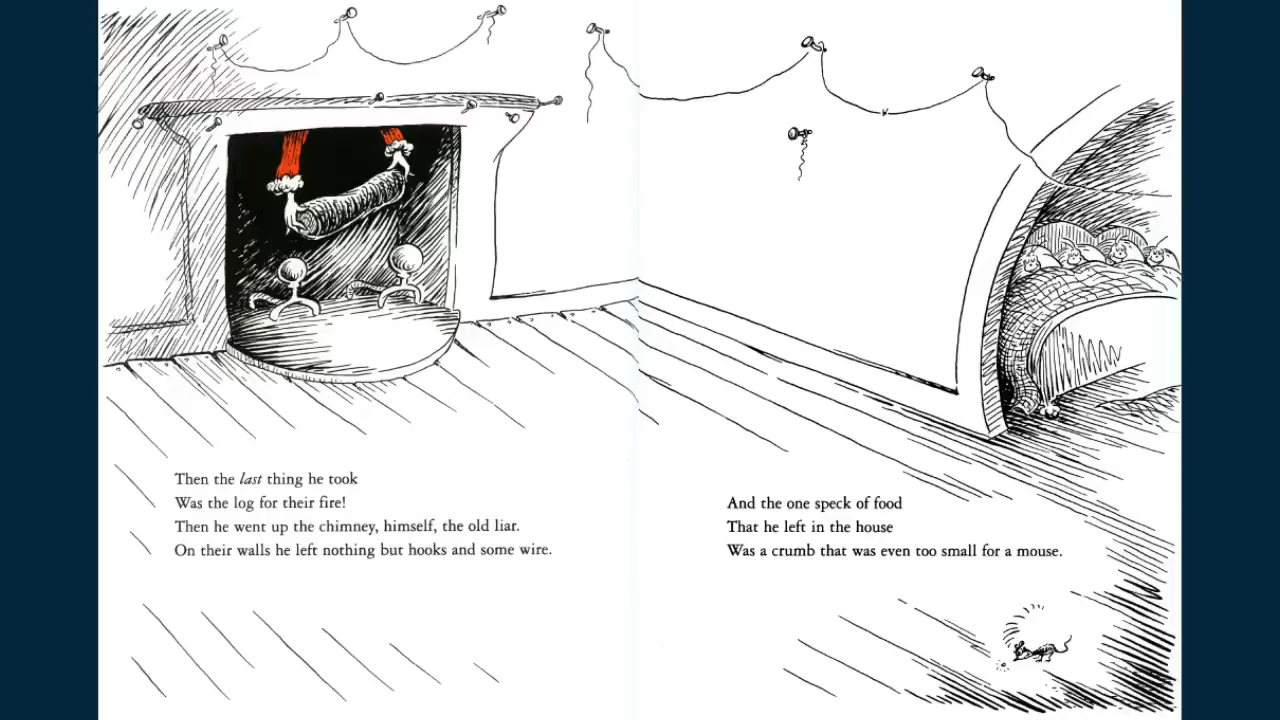 Then the last thing he took
Was the log for their fire!
Then he went up the chimney, himself, the old liar.
On their walls he left nothing but hooks and some wire.
And the one speck of food
That he left in the house
Was a crumb that was even too small for a mouse.